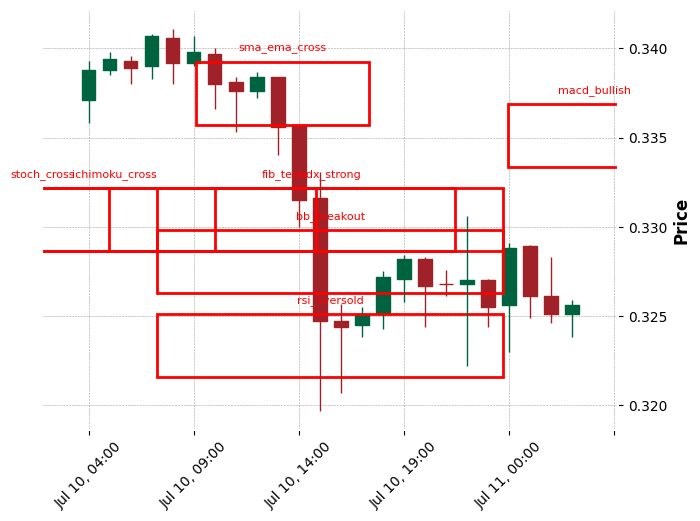 sma_ema_cross
0.340
macd_bullish
0.335
stoch_cross
ichimoku_cross
0.330
bb_breakout
Price
rsi_oversold
0.325
0.320
Jul 10, 04:00
Jul 10, 09:00
Jul 10, 14:00
Jul 10, 19:00
Jul 11, 00:00